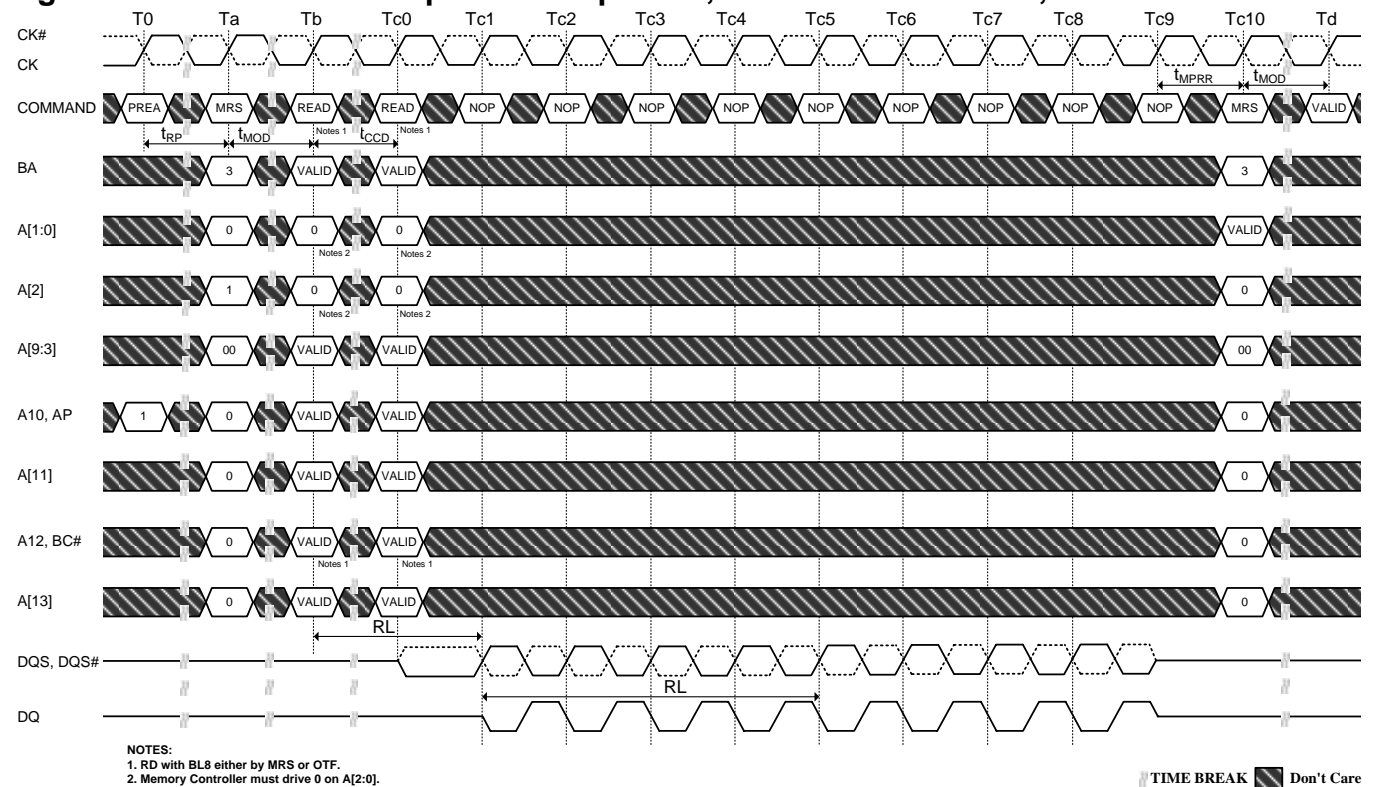 T0 Ta Tb Tc0 Tc1 Tc2 Tc3 Tc4 Tc5 Tc6 Tc7 Tc8 Tc9 Tc10 Td
CK#
CK
tMPRR tMOD
COMMAND PREA MRS READ READ NOP NOP NOP NOP NOP NOP NOP NOP NOP MRS VALID
Notes 1 Notes 1
tRP tMOD tCCD
BA 3 VALID VALID 3
A[1:0] 0 0 0 VALID
Notes 2 Notes 2
A[2] 1 0 0 0
Notes 2 Notes 2
A[9:3] 00 VALID VALID 00
A10, AP 1 0 VALID VALID 0
A[11] 0 VALID VALID 0
A12, BC# 0 VALID VALID 0
Notes 1 Notes 1
A[13] 0 VALID VALID 0
RL
DQS, DQS#
RL
DQ
NOTES:
1. RD with BL8 either by MRS or OTF.
2. Memory Controller must drive 0 on A[2:0].
TIME BREAK Don't Care